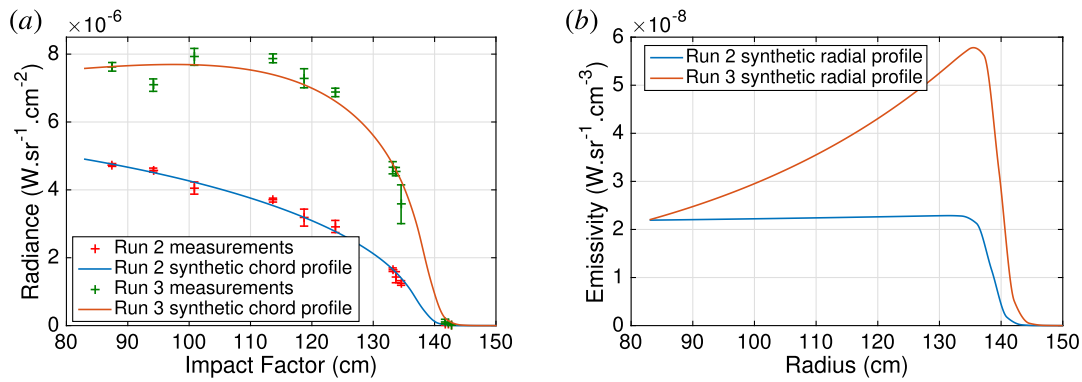 (a)
×10⁻⁶
8
6
4
2
0
Radiance (W.sr⁻¹.cm⁻²)
Run 2 measurements
Run 2 synthetic chord profile
Run 3 measurements
Run 3 synthetic chord profile
80 90 100 110 120 130 140 150
Impact Factor (cm)
(b)
×10⁻⁸
6
5
4
3
2
1
0
Emissivity (W.sr⁻¹.cm⁻³)
Run 2 synthetic radial profile
Run 3 synthetic radial profile
80 90 100 110 120 130 140 150
Radius (cm)